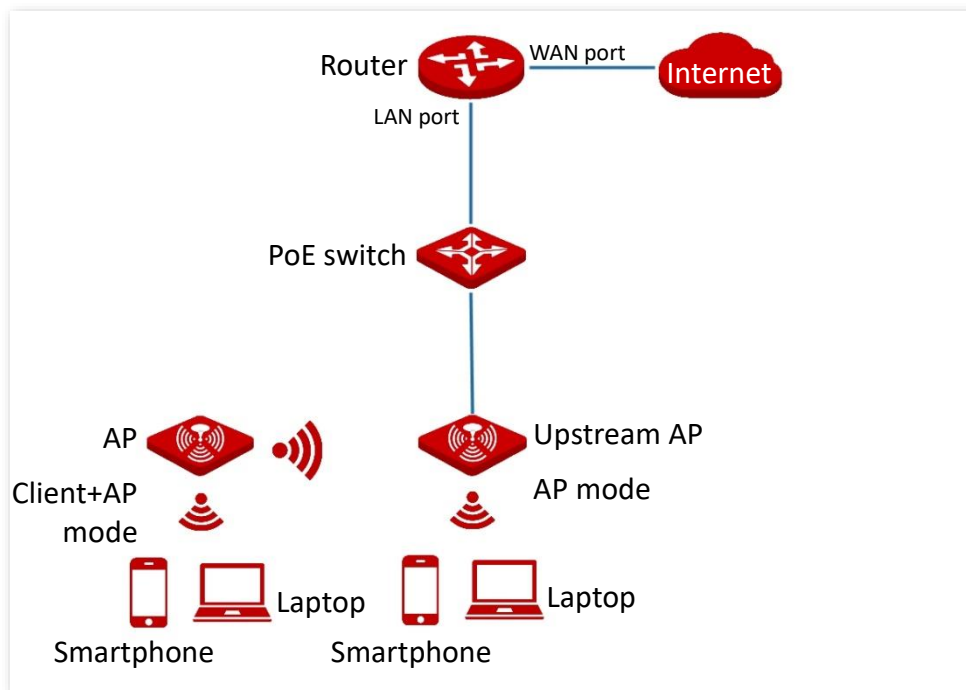 Router
WAN port
Internet
LAN port
PoE switch
AP
Upstream AP
Client+AP
mode
AP mode
Laptop
Laptop
Smartphone
Smartphone